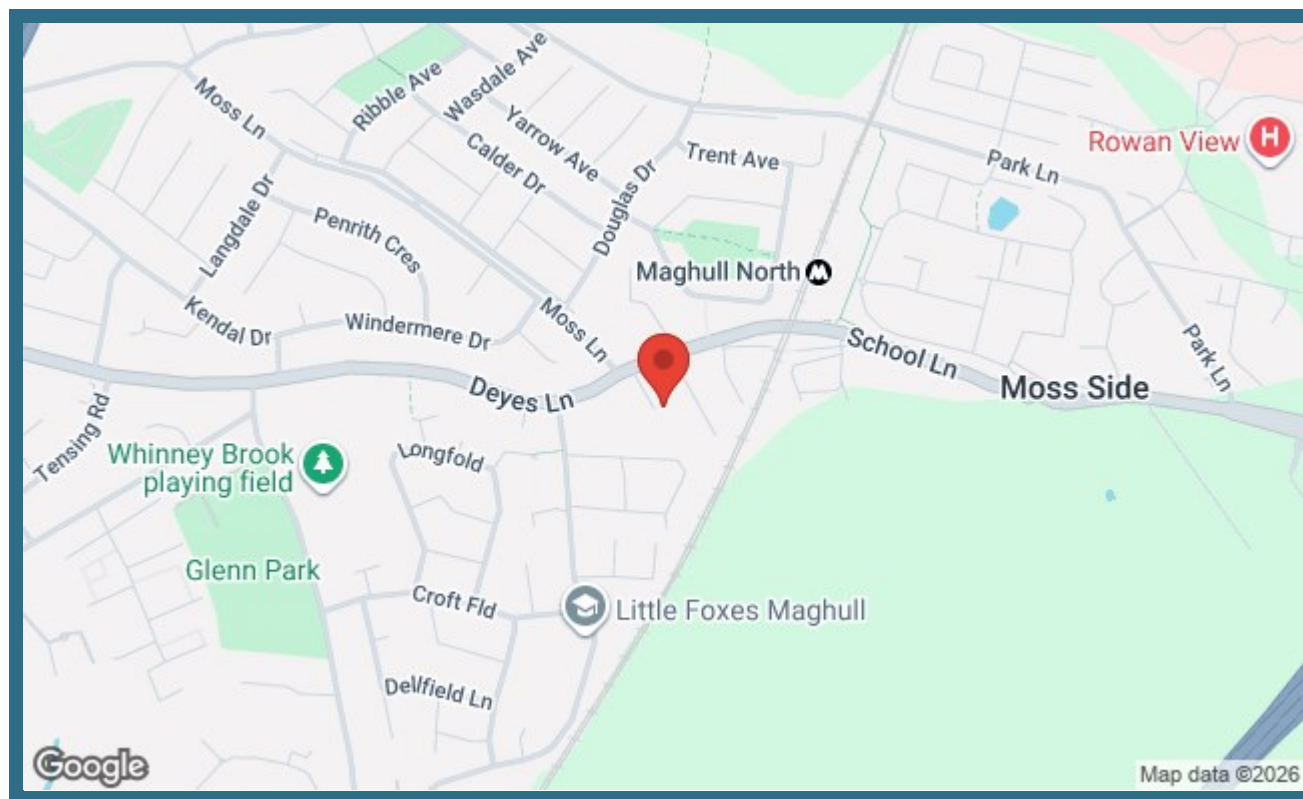 Moss Ln
Ribble Ave
Wasdale Ave
Yarrow Ave
Calder Dr
Trent Ave
Park Ln
Rowan View
H
Langdale Dr
Penrith Cres
Douglas Dr
Maghull North
Kendal Dr
Windermere Dr
Moss Ln
School Ln
Park Ln
Deyes Ln
Moss Side
Tensing Rd
Whinney Brook
playing field
Longfold
Glenn Park
Croft Fld
Little Foxes Maghull
Dellfield Ln
Google
Map data ©2026